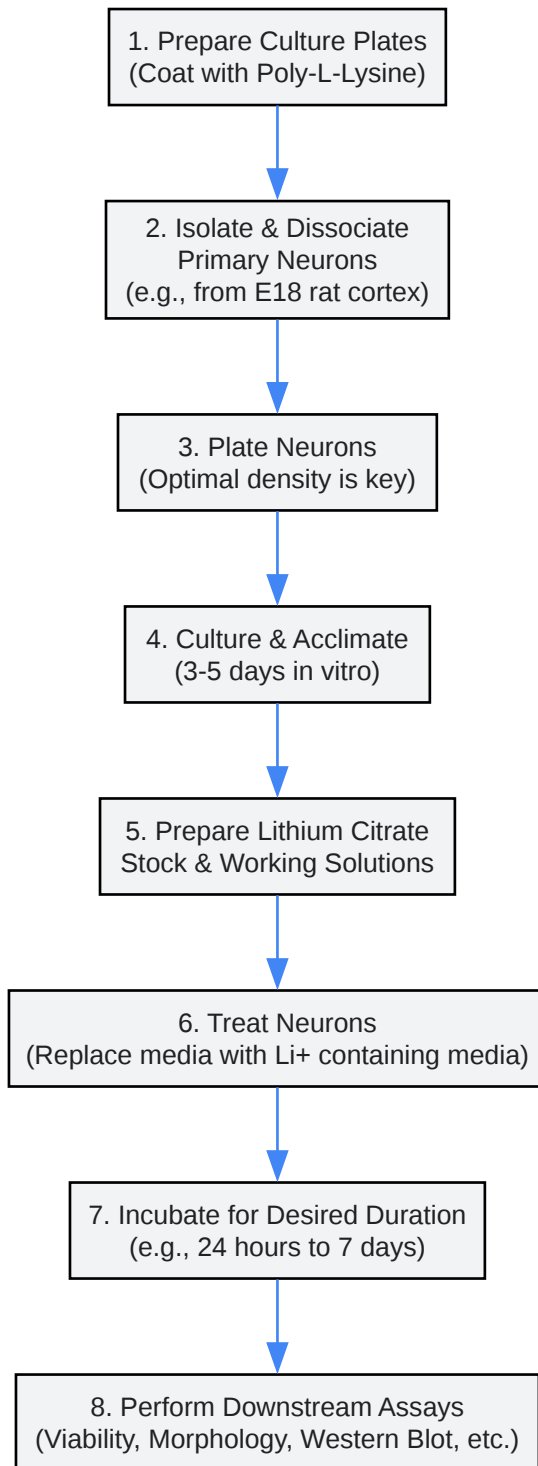 1. Prepare Culture Plates
(Coat with Poly-L-Lysine)
2. Isolate & Dissociate
Primary Neurons
(e.g., from E18 rat cortex)
3. Plate Neurons
(Optimal density is key)
4. Culture & Acclimate
(3-5 days in vitro)
5. Prepare Lithium Citrate
Stock & Working Solutions
6. Treat Neurons
(Replace media with Li+ containing media)
7. Incubate for Desired Duration
(e.g., 24 hours to 7 days)
8. Perform Downstream Assays
(Viability, Morphology, Western Blot, etc.)